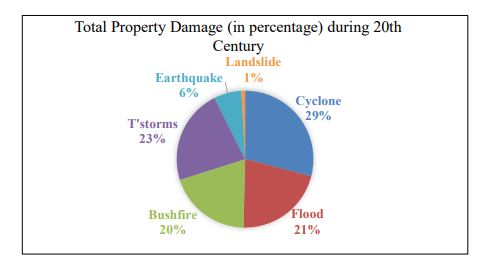 Total Property Damage (in percentage) during 20th
Century
Landslide
1%
Earthquake
6%
Cyclone
29%
T'storms
23%
Bushfire
20%
Flood
21%